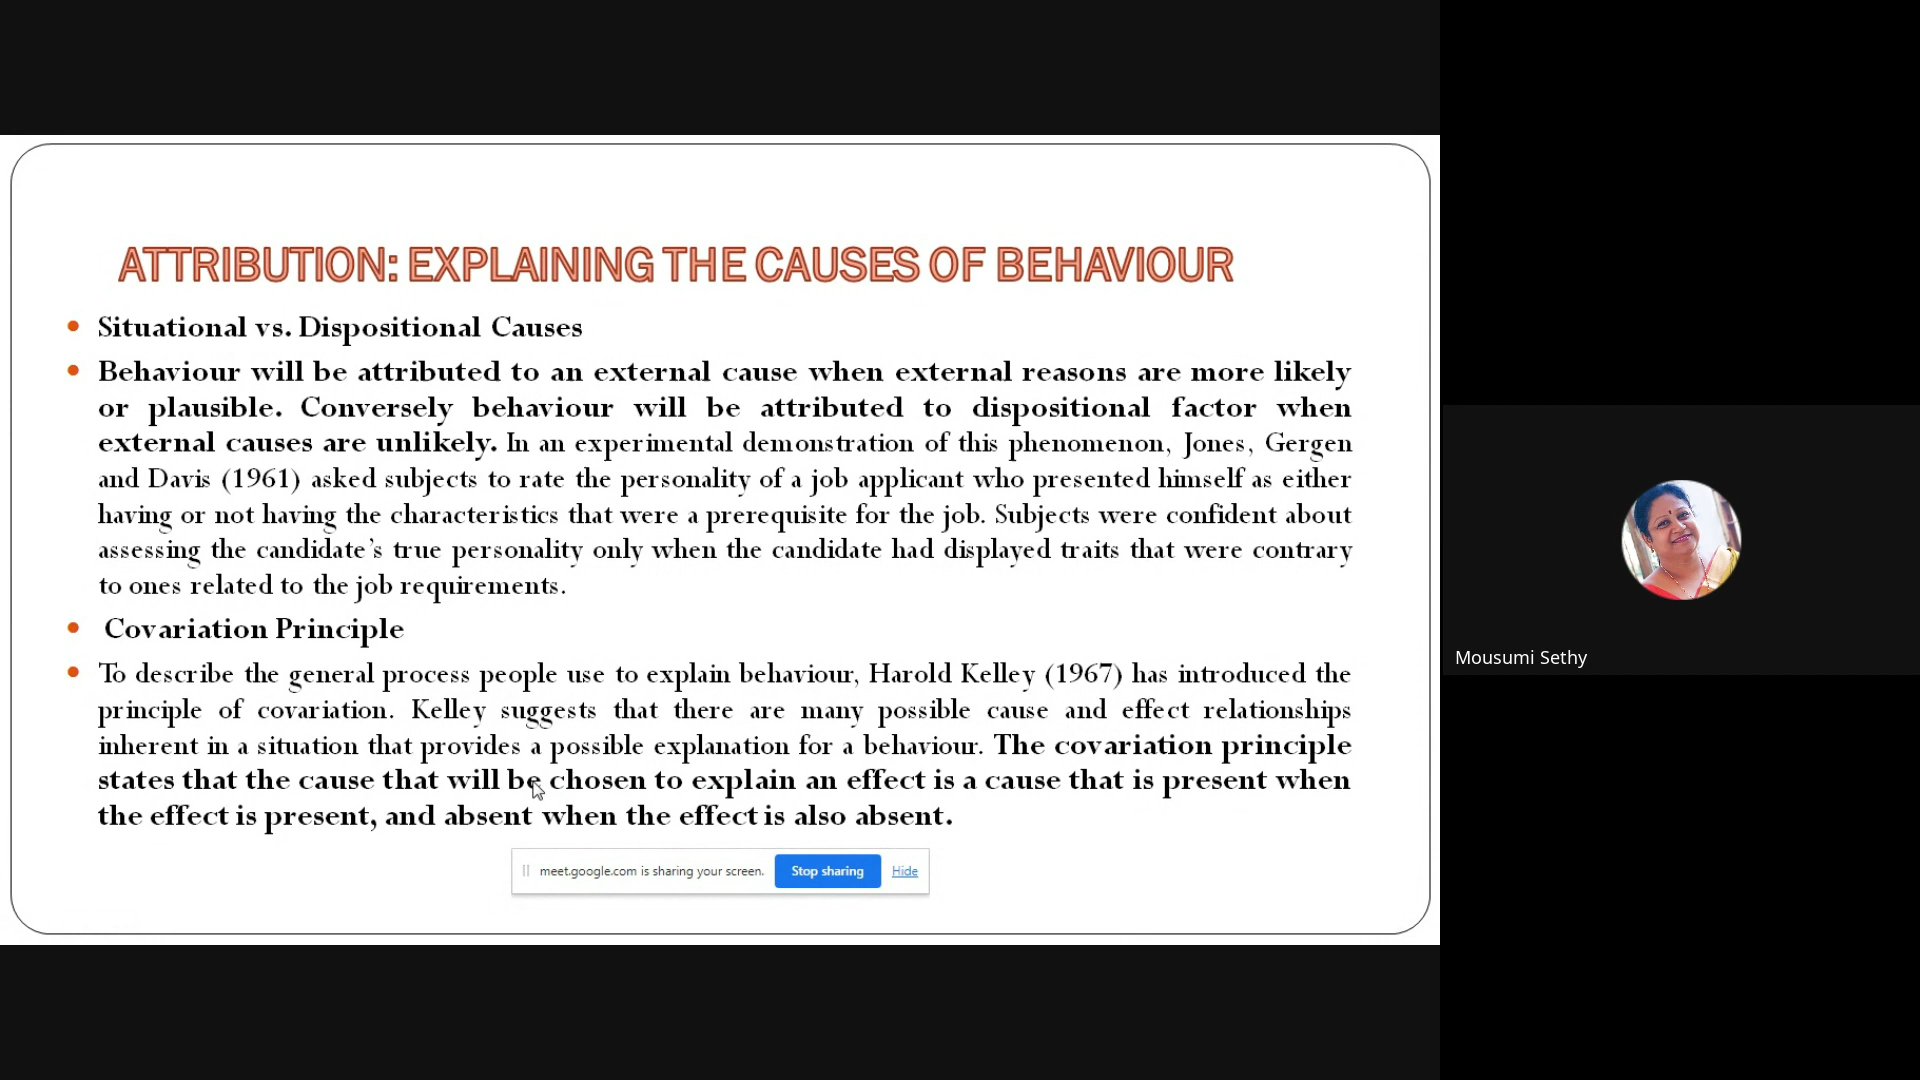 ATTRIBUTION: EXPLAINING THE CAUSES OF BEHAVIOUR
• Situational vs. Dispositional Causes
• Behaviour will be attributed to an external cause when external reasons are more likely
or plausible. Conversely behaviour will be attributed to dispositional factor when
external causes are unlikely. In an experimental demonstration of this phenomenon, Jones, Gergen
and Davis (1961) asked subjects to rate the personality of a job applicant who presented himself as either
having or not having the characteristics that were a prerequisite for the job. Subjects were confident about
assessing the candidate's true personality only when the candidate had displayed traits that were contrary
to ones related to the job requirements.
• Covariation Principle
• To describe the general process people use to explain behaviour, Harold Kelley (1967) has introduced the
principle of covariation. Kelley suggests that there are many possible cause and effect relationships
inherent in a situation that provides a possible explanation for a behaviour. The covariation principle
states that the cause that will be chosen to explain an effect is a cause that is present when
the effect is present, and absent when the effect is also absent.
meet.google.com is sharing your screen. Stop sharing Hide
Mousumi Sethy